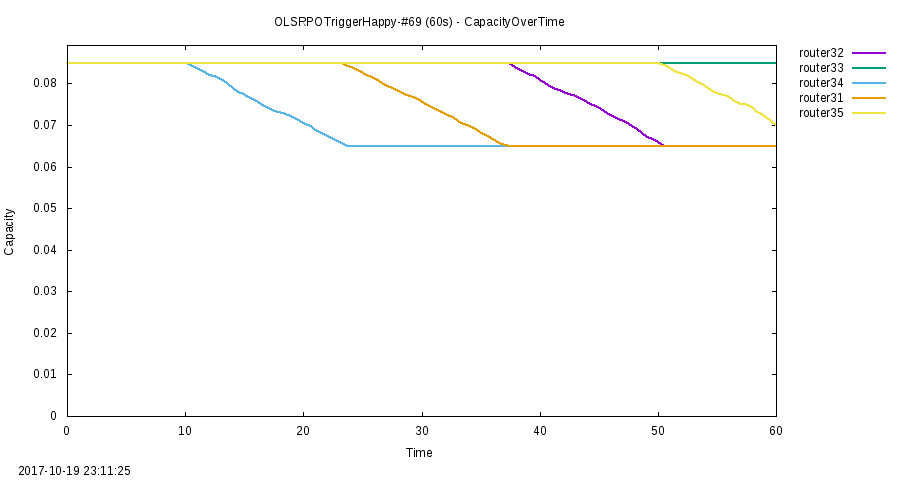 OLSRPOTriggerHappy-#69 (60s) - CapacityOverTime
router32
router33
router34
router31
router35
0.08
0.07
0.06
0.05
0.04
0.03
0.02
0.01
0
Capacity
0 10 20 30 40 50 60
Time
2017-10-19 23:11:25